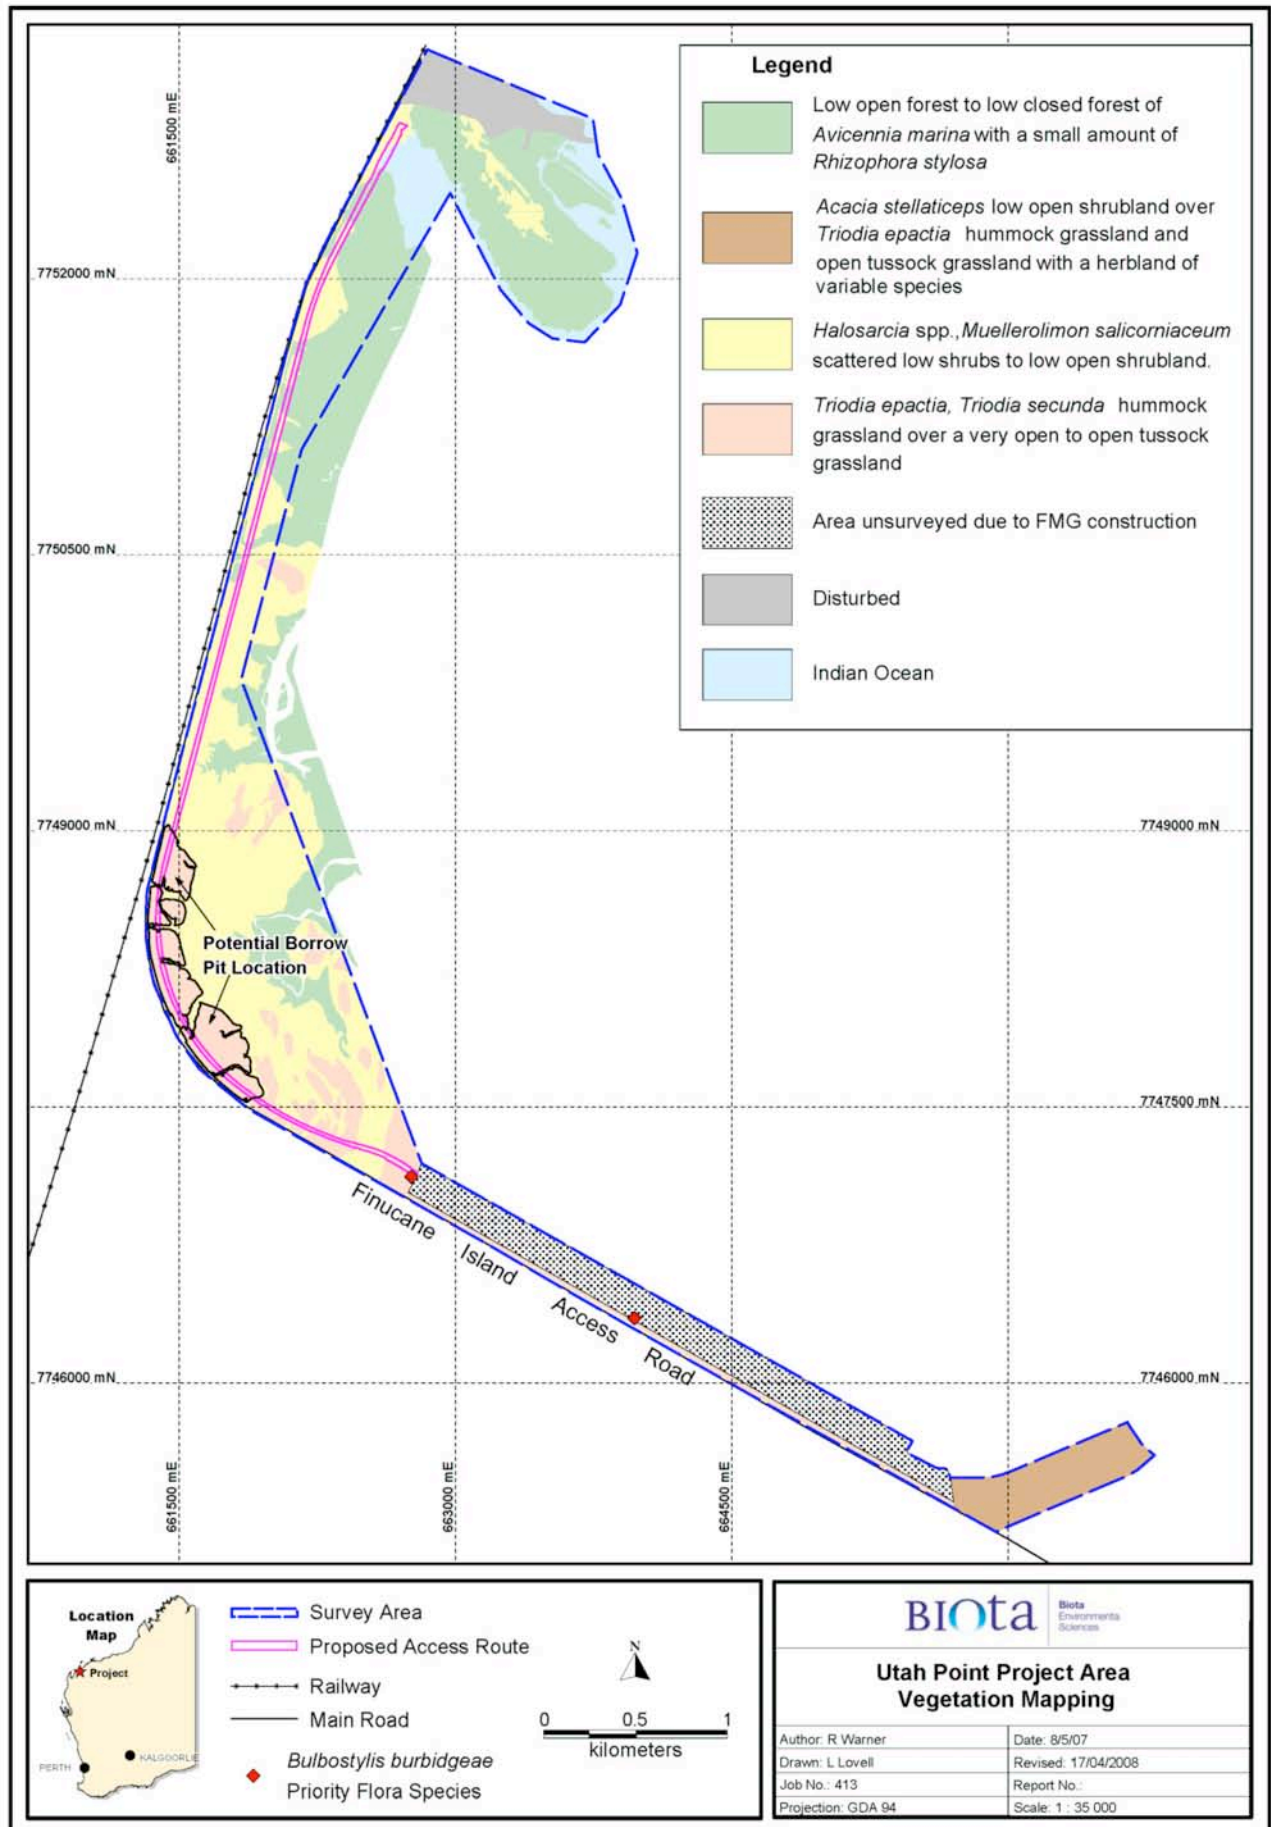 Legend
Low open forest to low closed forest of
Avicennia marina with a small amount of
Rhizophora stylosa
Acacia stellaticeps low open shrubland over
Triodia epactia hummock grassland and
open tussock grassland with a herbland of
variable species
Halosarcia spp., Muellerolimon salicorniaceum
scattered low shrubs to low open shrubland.
Triodia epactia, Triodia secunda hummock
grassland over a very open to open tussock
grassland
Area unsurveyed due to FMG construction
Disturbed
Indian Ocean
661500 mE
7752000 mN
7750500 mN
7749000 mN
7749000 mN
Potential Borrow
Pit Location
7747500 mN
Finucane Island Access Road
7746000 mN
7746000 mN
661500 mE
663000 mE
664500 mE
Location
Map
Project
PERTH
KALGOORLIE
Survey Area
Proposed Access Route
Railway
Main Road
Bulbostylis burbidgeae
Priority Flora Species
N
0 0.5 1
kilometers
BIOta
Biota
Environmental
Sciences
Utah Point Project Area
Vegetation Mapping
Author: R Warner
Date: 8/5/07
Drawn: L Lovell
Revised: 17/04/2008
Job No.: 413
Report No.:
Projection: GDA 94
Scale: 1 : 35 000